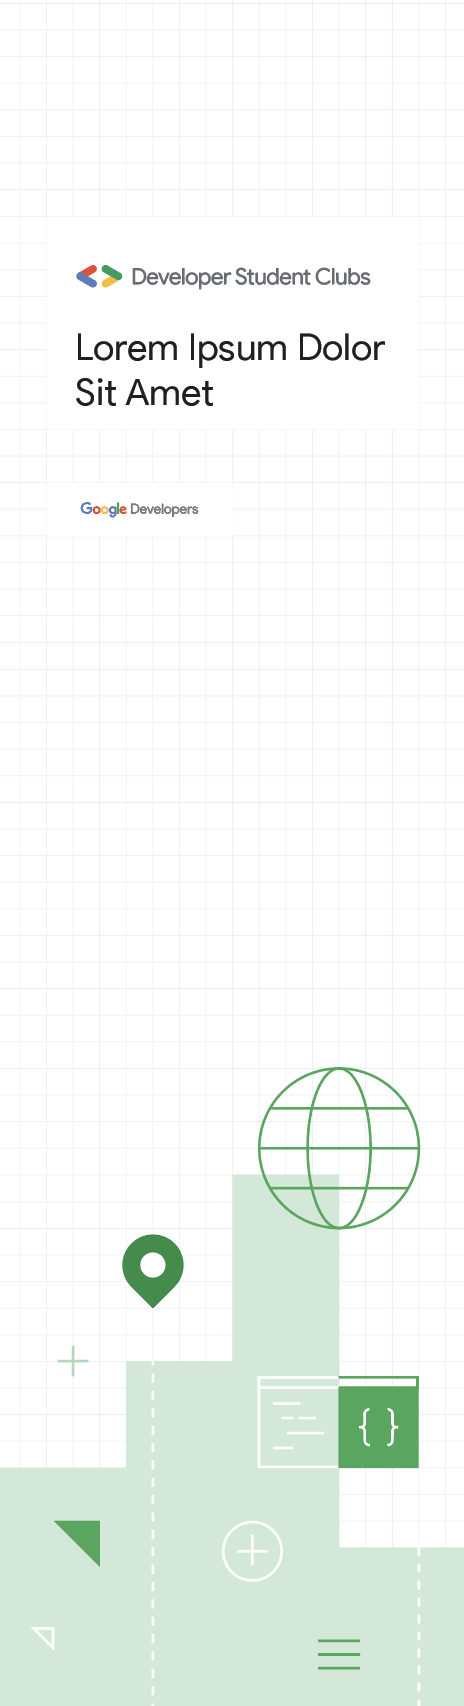 Developer Student Clubs
Lorem Ipsum Dolor
Sit Amet
Google Developers
{ }